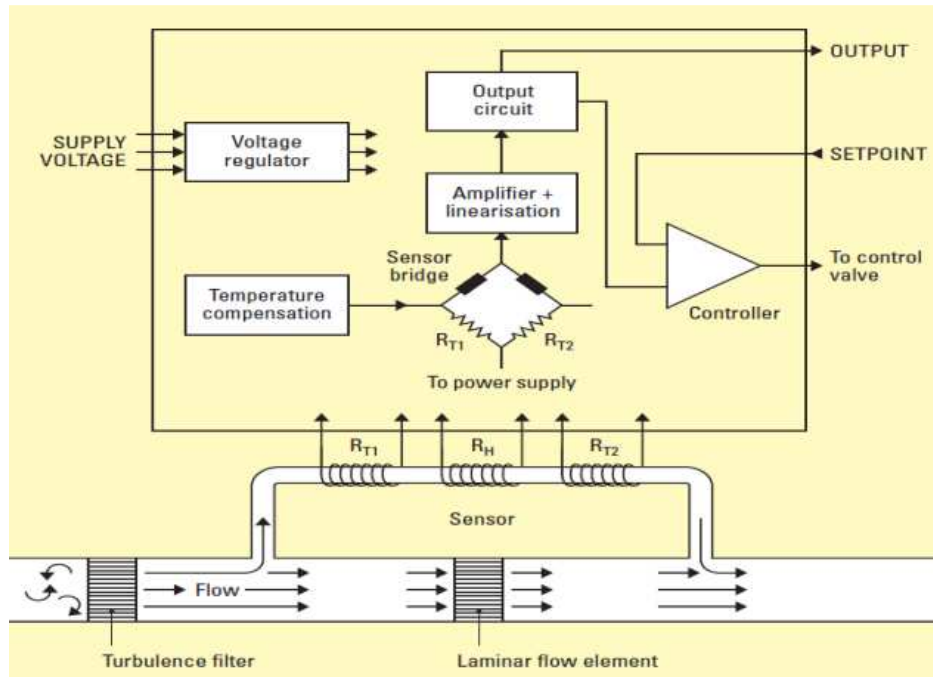 OUTPUT
Output
circuit
SUPPLY
VOLTAGE
Voltage
regulator
SETPOINT
Amplifier +
linearisation
Sensor
bridge
To control
valve
Temperature
compensation
Controller
RT1
RT2
To power supply
RT1
RH
RT2
Sensor
Flow
Turbulence filter
Laminar flow element